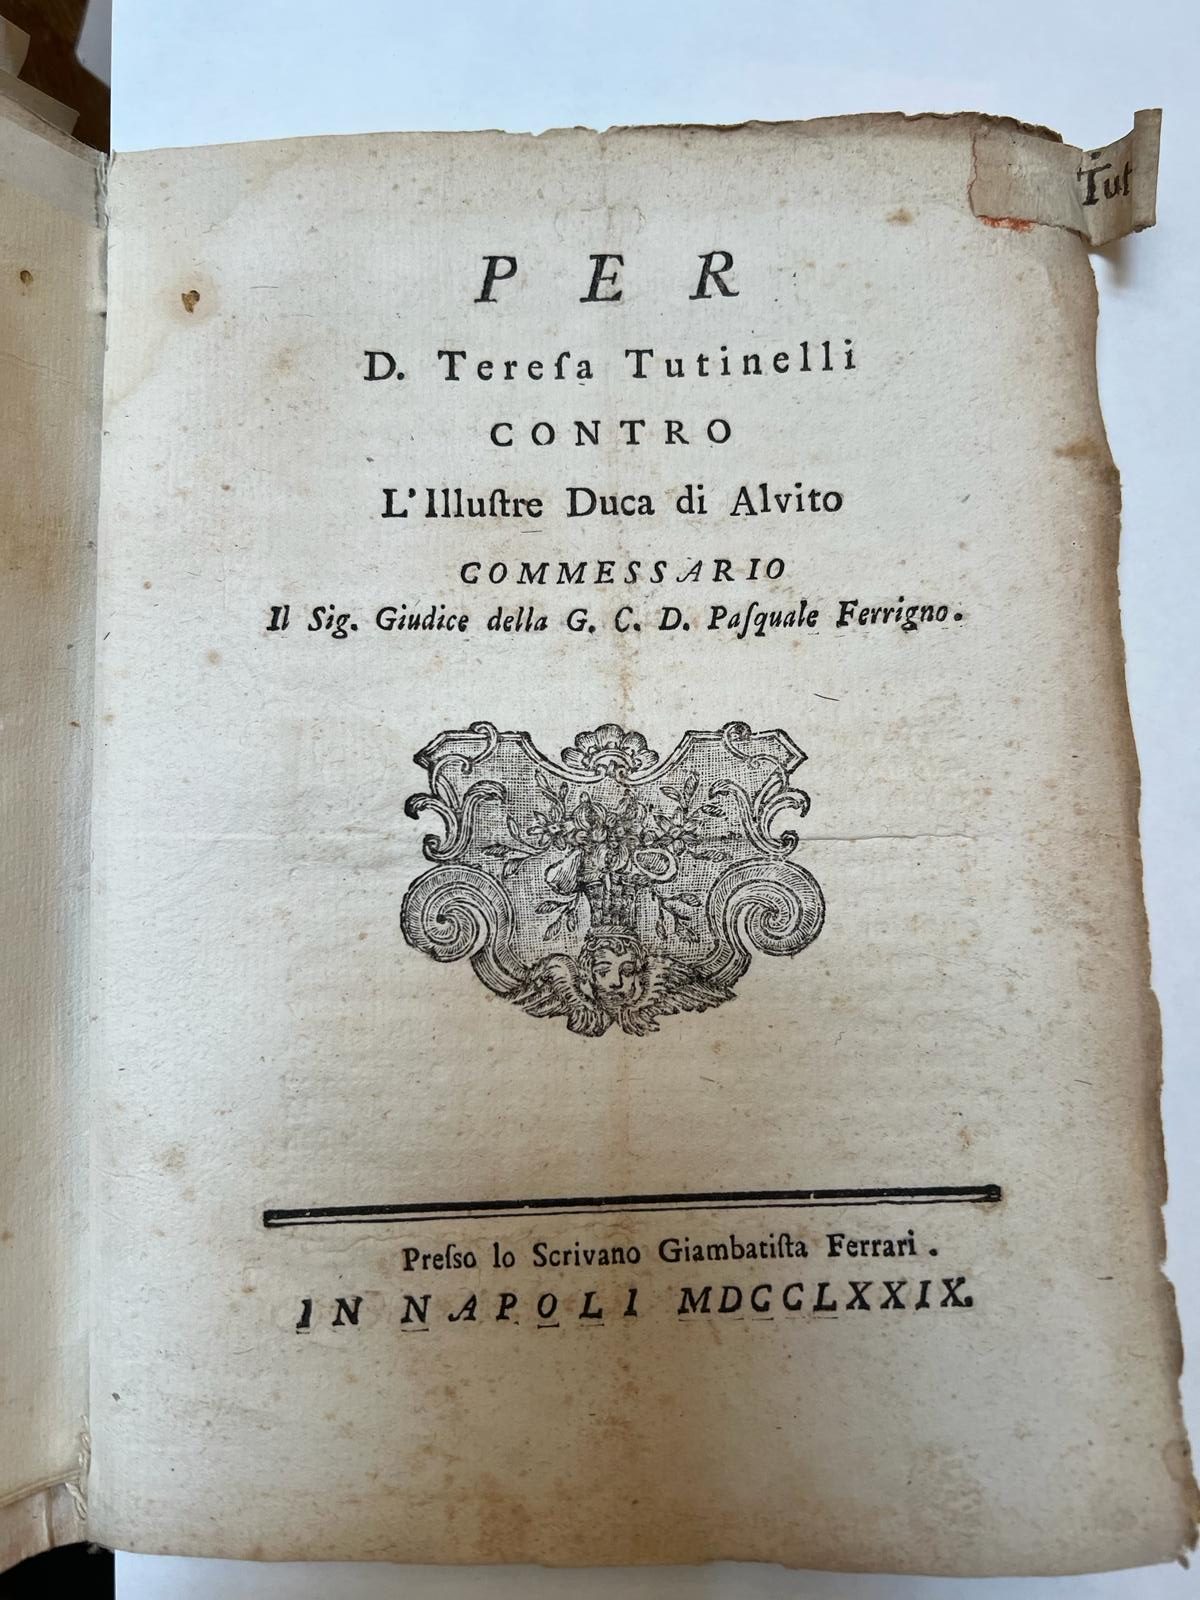 Tut
PER
D. Tereſa Tutinelli
CONTRO
L'Illuſtre Duca di Alvito
COMMESSARIO
Il Sig. Giudice della G. C. D. Paſquale Ferrigno.
Preſso lo Scrivano Giambatiſta Ferrari.
IN NAPOLI MDCCLXXIX.